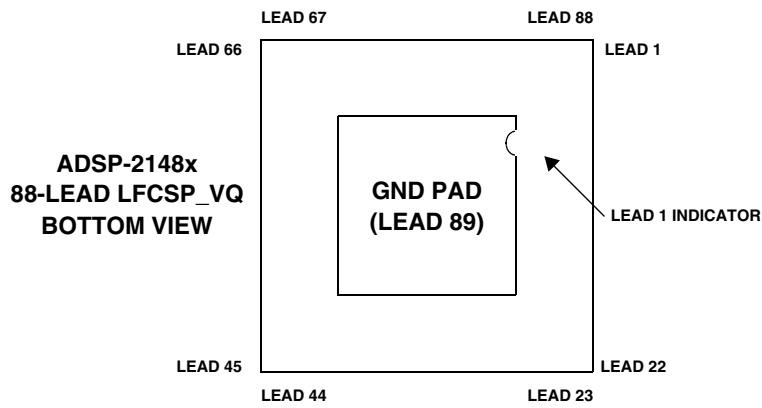 LEAD 67
LEAD 88
LEAD 66
LEAD 1
ADSP-2148x
88-LEAD LFCSP_VQ
BOTTOM VIEW
GND PAD
(LEAD 89)
LEAD 1 INDICATOR
LEAD 45
LEAD 22
LEAD 44
LEAD 23